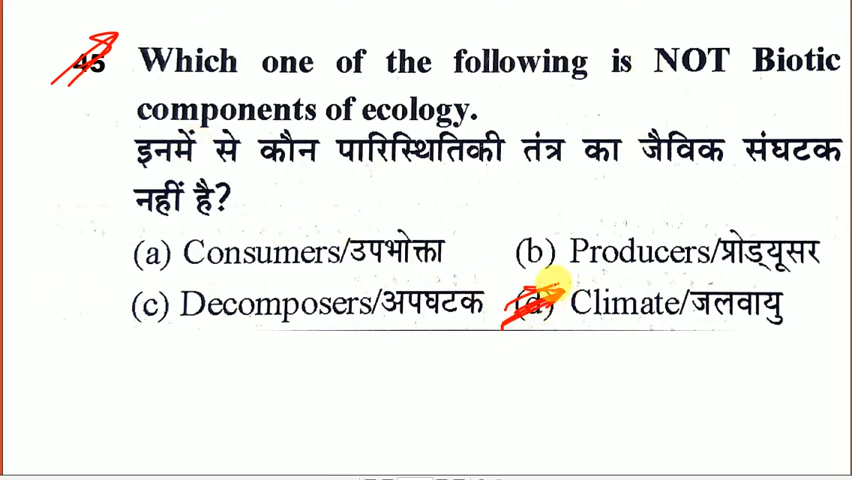 45 Which one of the following is NOT Biotic
components of ecology.
इनमें से कौन पारिस्थितिकी तंत्र का जैविक संघटक
नहीं है?
(a) Consumers/उपभोक्ता (b) Producers/प्रोड्यूसर
(c) Decomposers/अपघटक (d) Climate/जलवायु